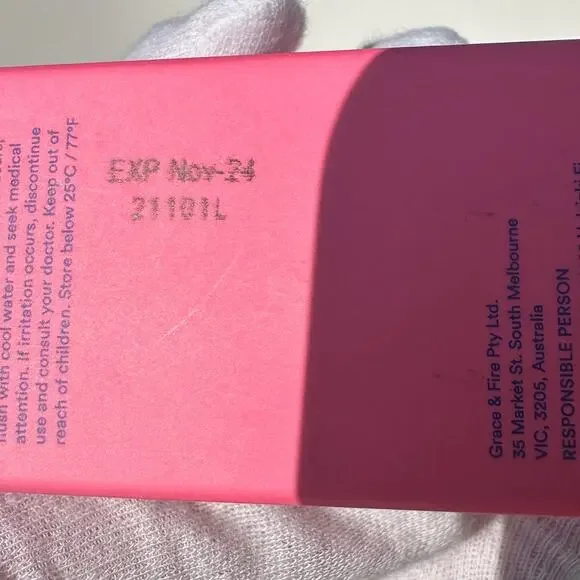 flush with cool water and seek medical
attention. If irritation occurs, discontinue
use and consult your doctor. Keep out of
reach of children. Store below 25°C / 77°F
EXP Nov-24
21101L
Grace & Fire Pty Ltd.
35 Market St. South Melbourne
VIC, 3205, Australia
RESPONSIBLE PERSON